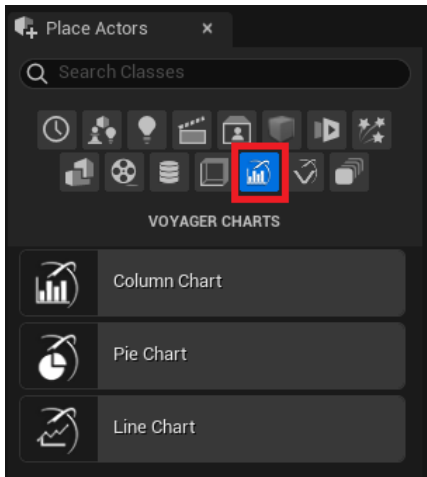 Place Actors
Search Classes
VOYAGER CHARTS
Column Chart
Pie Chart
Line Chart